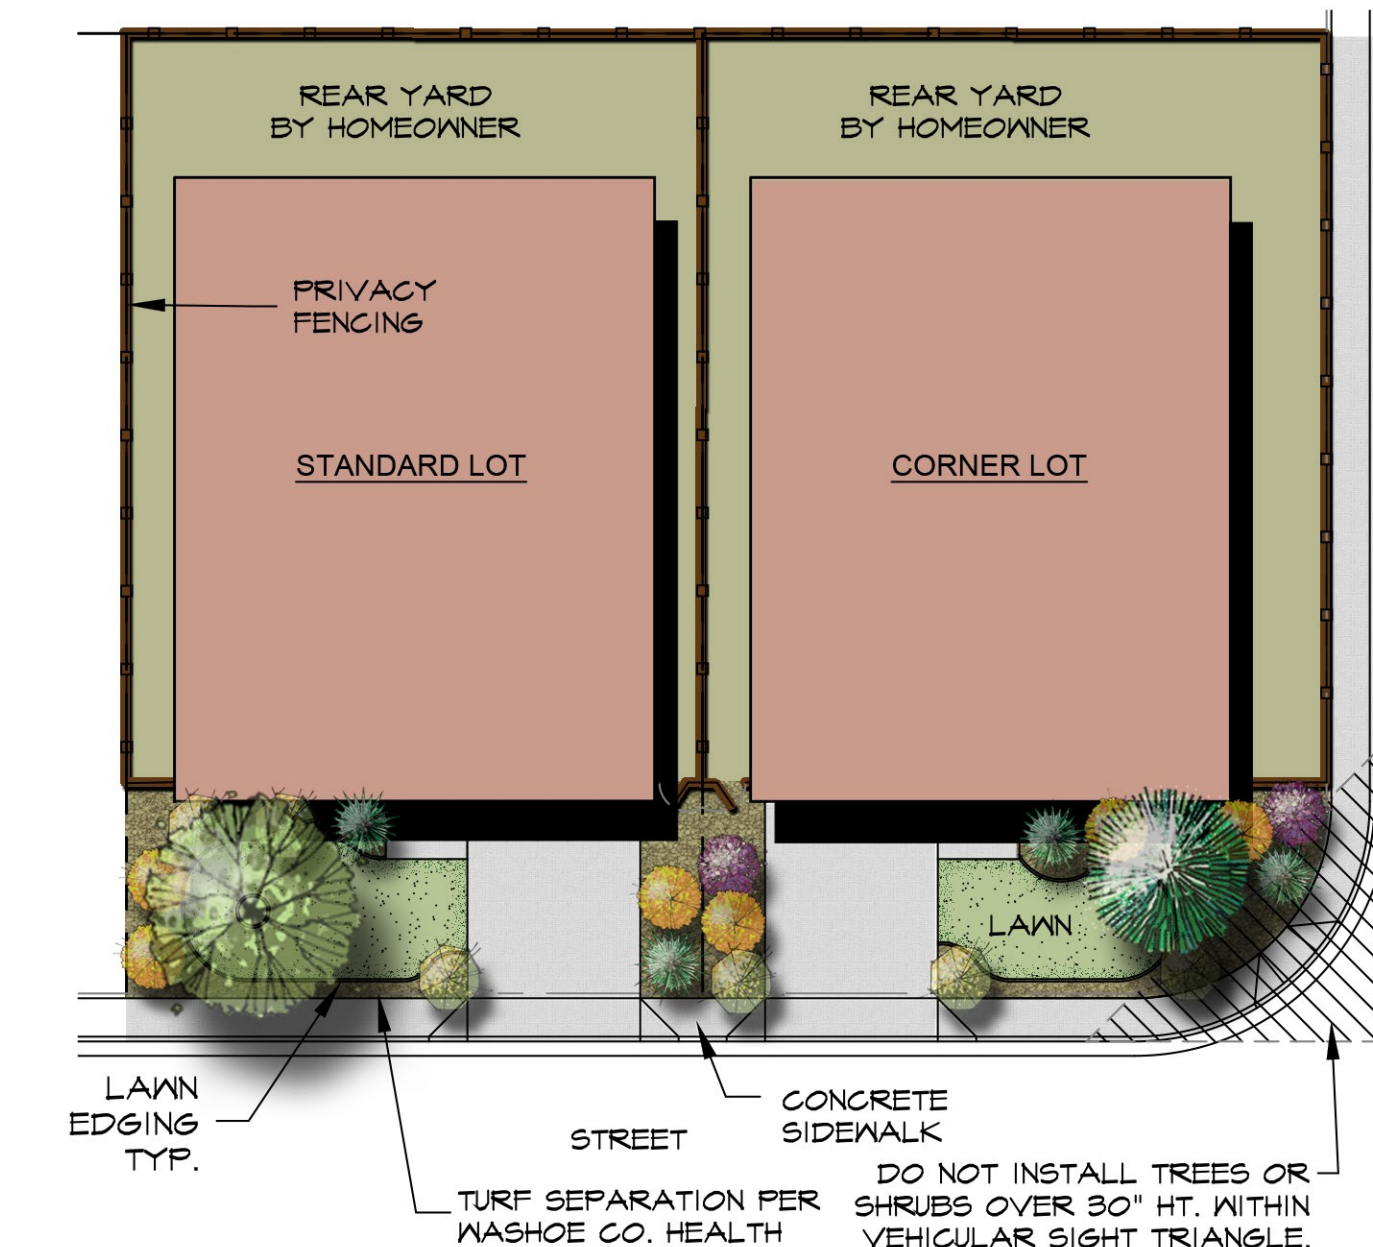 REAR YARD
BY HOMEOWNER
REAR YARD
BY HOMEOWNER
PRIVACY
FENCING
STANDARD LOT
CORNER LOT
LAWN
LAWN
EDGING
TYP.
STREET
CONCRETE
SIDEWALK
TURF SEPARATION PER
WASHOE CO. HEALTH
DO NOT INSTALL TREES OR
SHRUBS OVER 30" HT. WITHIN
VEHICULAR SIGHT TRIANGLE.